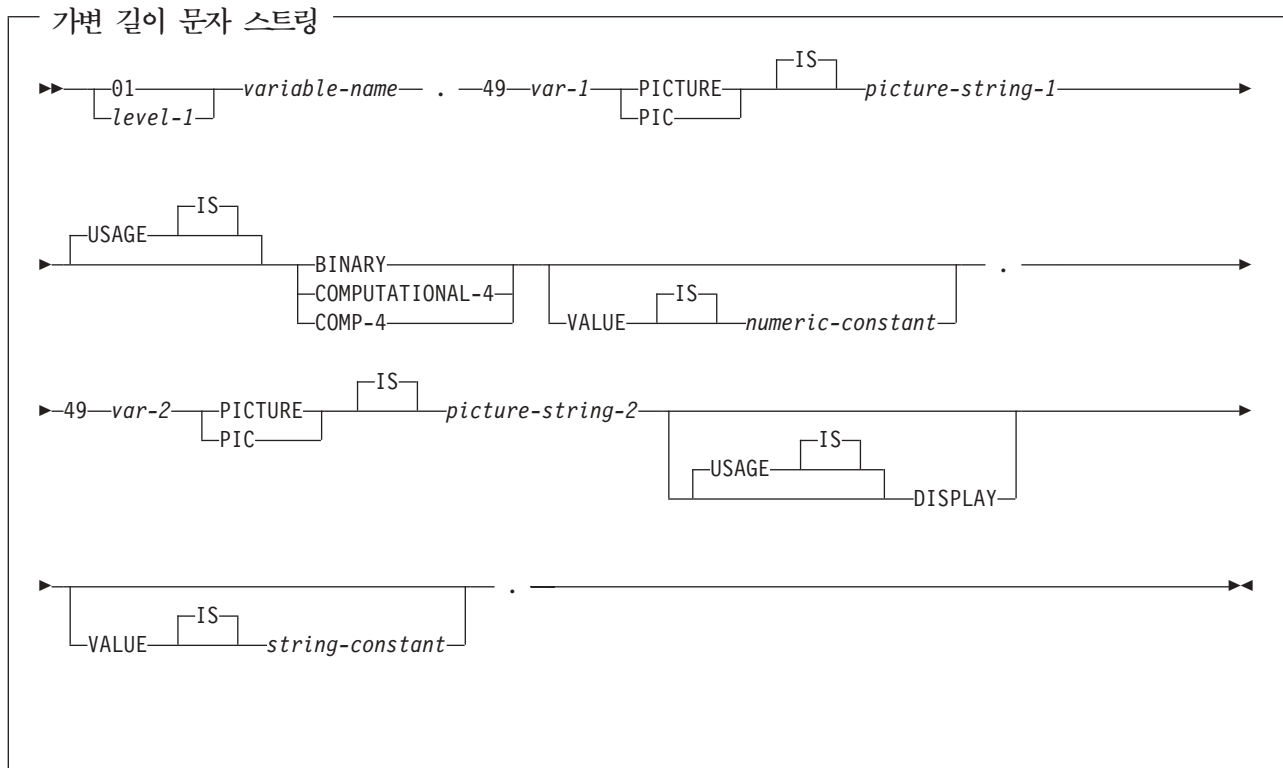 가변 길이 문자 스트링
IS
01 variable-name . 49 var-1 PICTURE picture-string-1
level-1 PIC
IS
USAGE
BINARY .
COMPUTATIONAL-4 IS
COMP-4 VALUE numeric-constant
IS
49 var-2 PICTURE picture-string-2
PIC IS
USAGE
DISPLAY
.
IS
VALUE string-constant